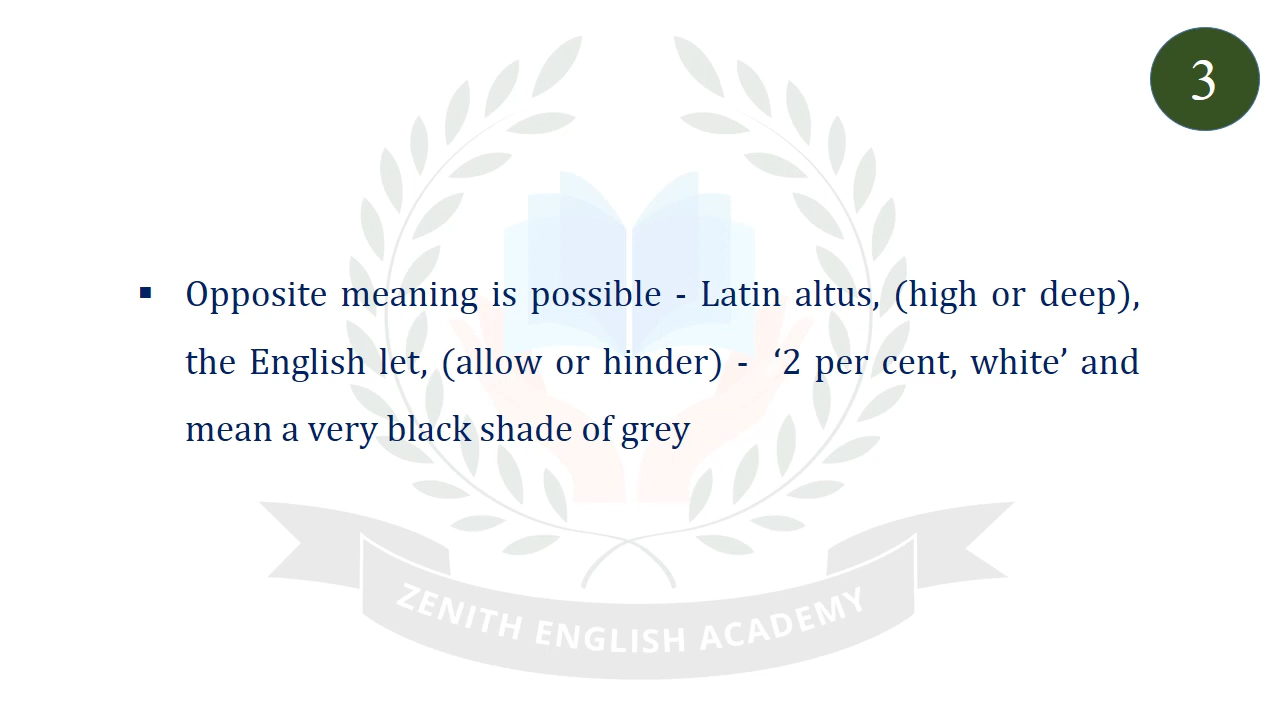 3
▪ Opposite meaning is possible - Latin altus, (high or deep),
the English let, (allow or hinder) - ‘2 per cent, white’ and
mean a very black shade of grey
ZENITH ENGLISH ACADEMY